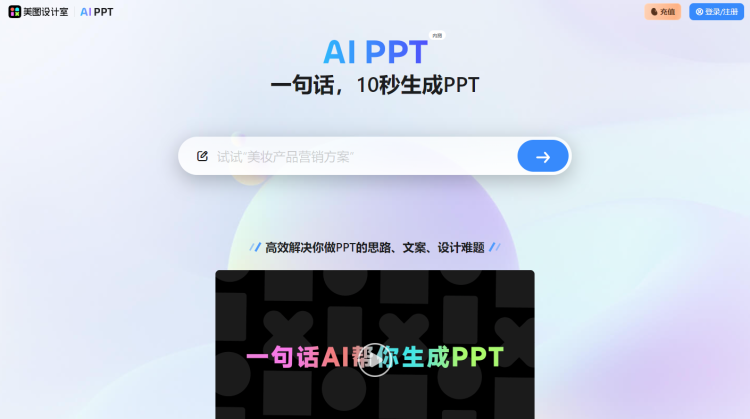 美图设计室 AI PPT
充值 登录/注册
AI PPT
一句话，10秒生成PPT
试试“美妆产品营销方案”
高效解决你做PPT的思路、文案、设计难题
一句话AI帮你生成PPT